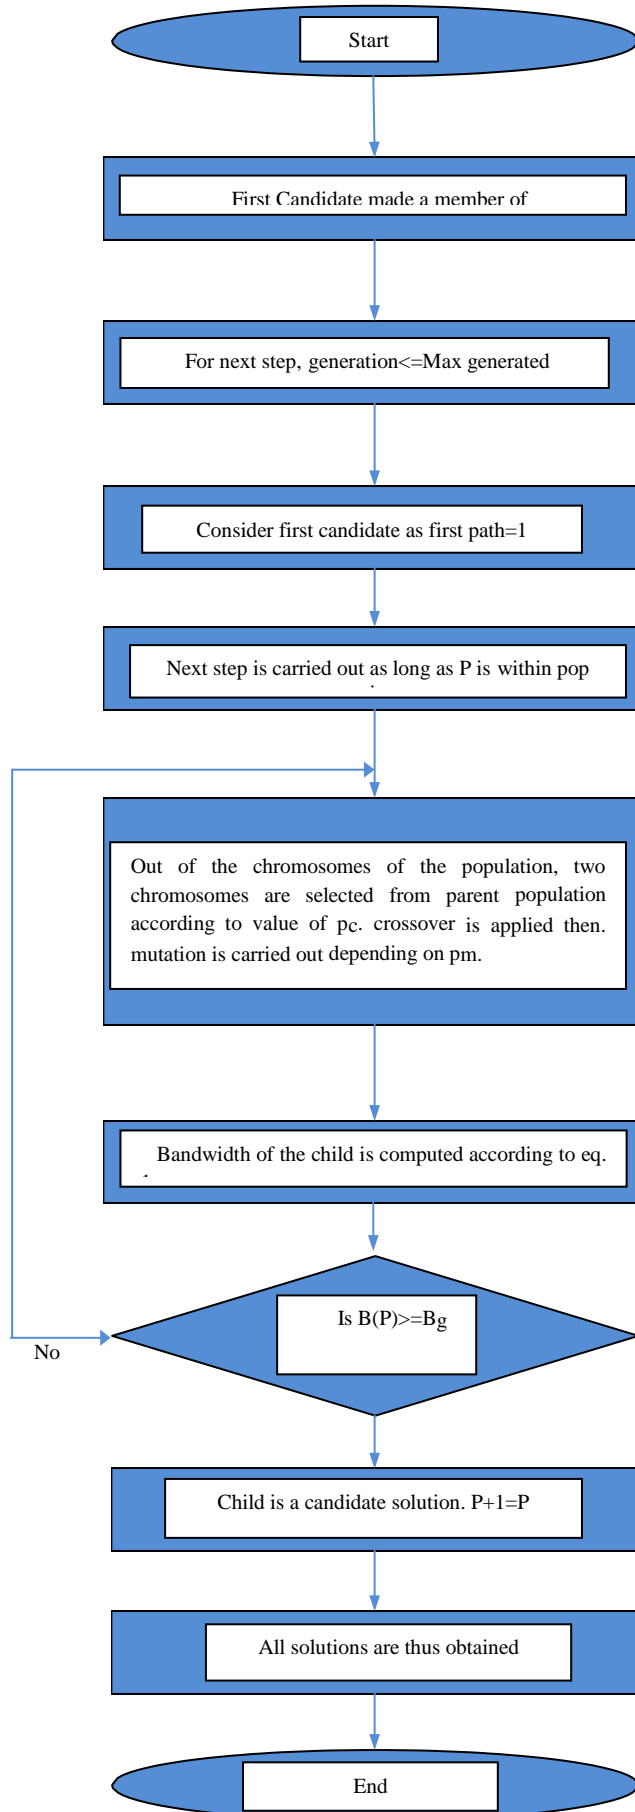 Start
First Candidate made a member of
For next step, generation<=Max generated
Consider first candidate as first path=1
Next step is carried out as long as P is within pop
Out of the chromosomes of the population, two
chromosomes are selected from parent population
according to value of pc. crossover is applied then.
mutation is carried out depending on pm.
Bandwidth of the child is computed according to eq.
Is B(P)>=Bg
No
Child is a candidate solution. P+1=P
All solutions are thus obtained
End